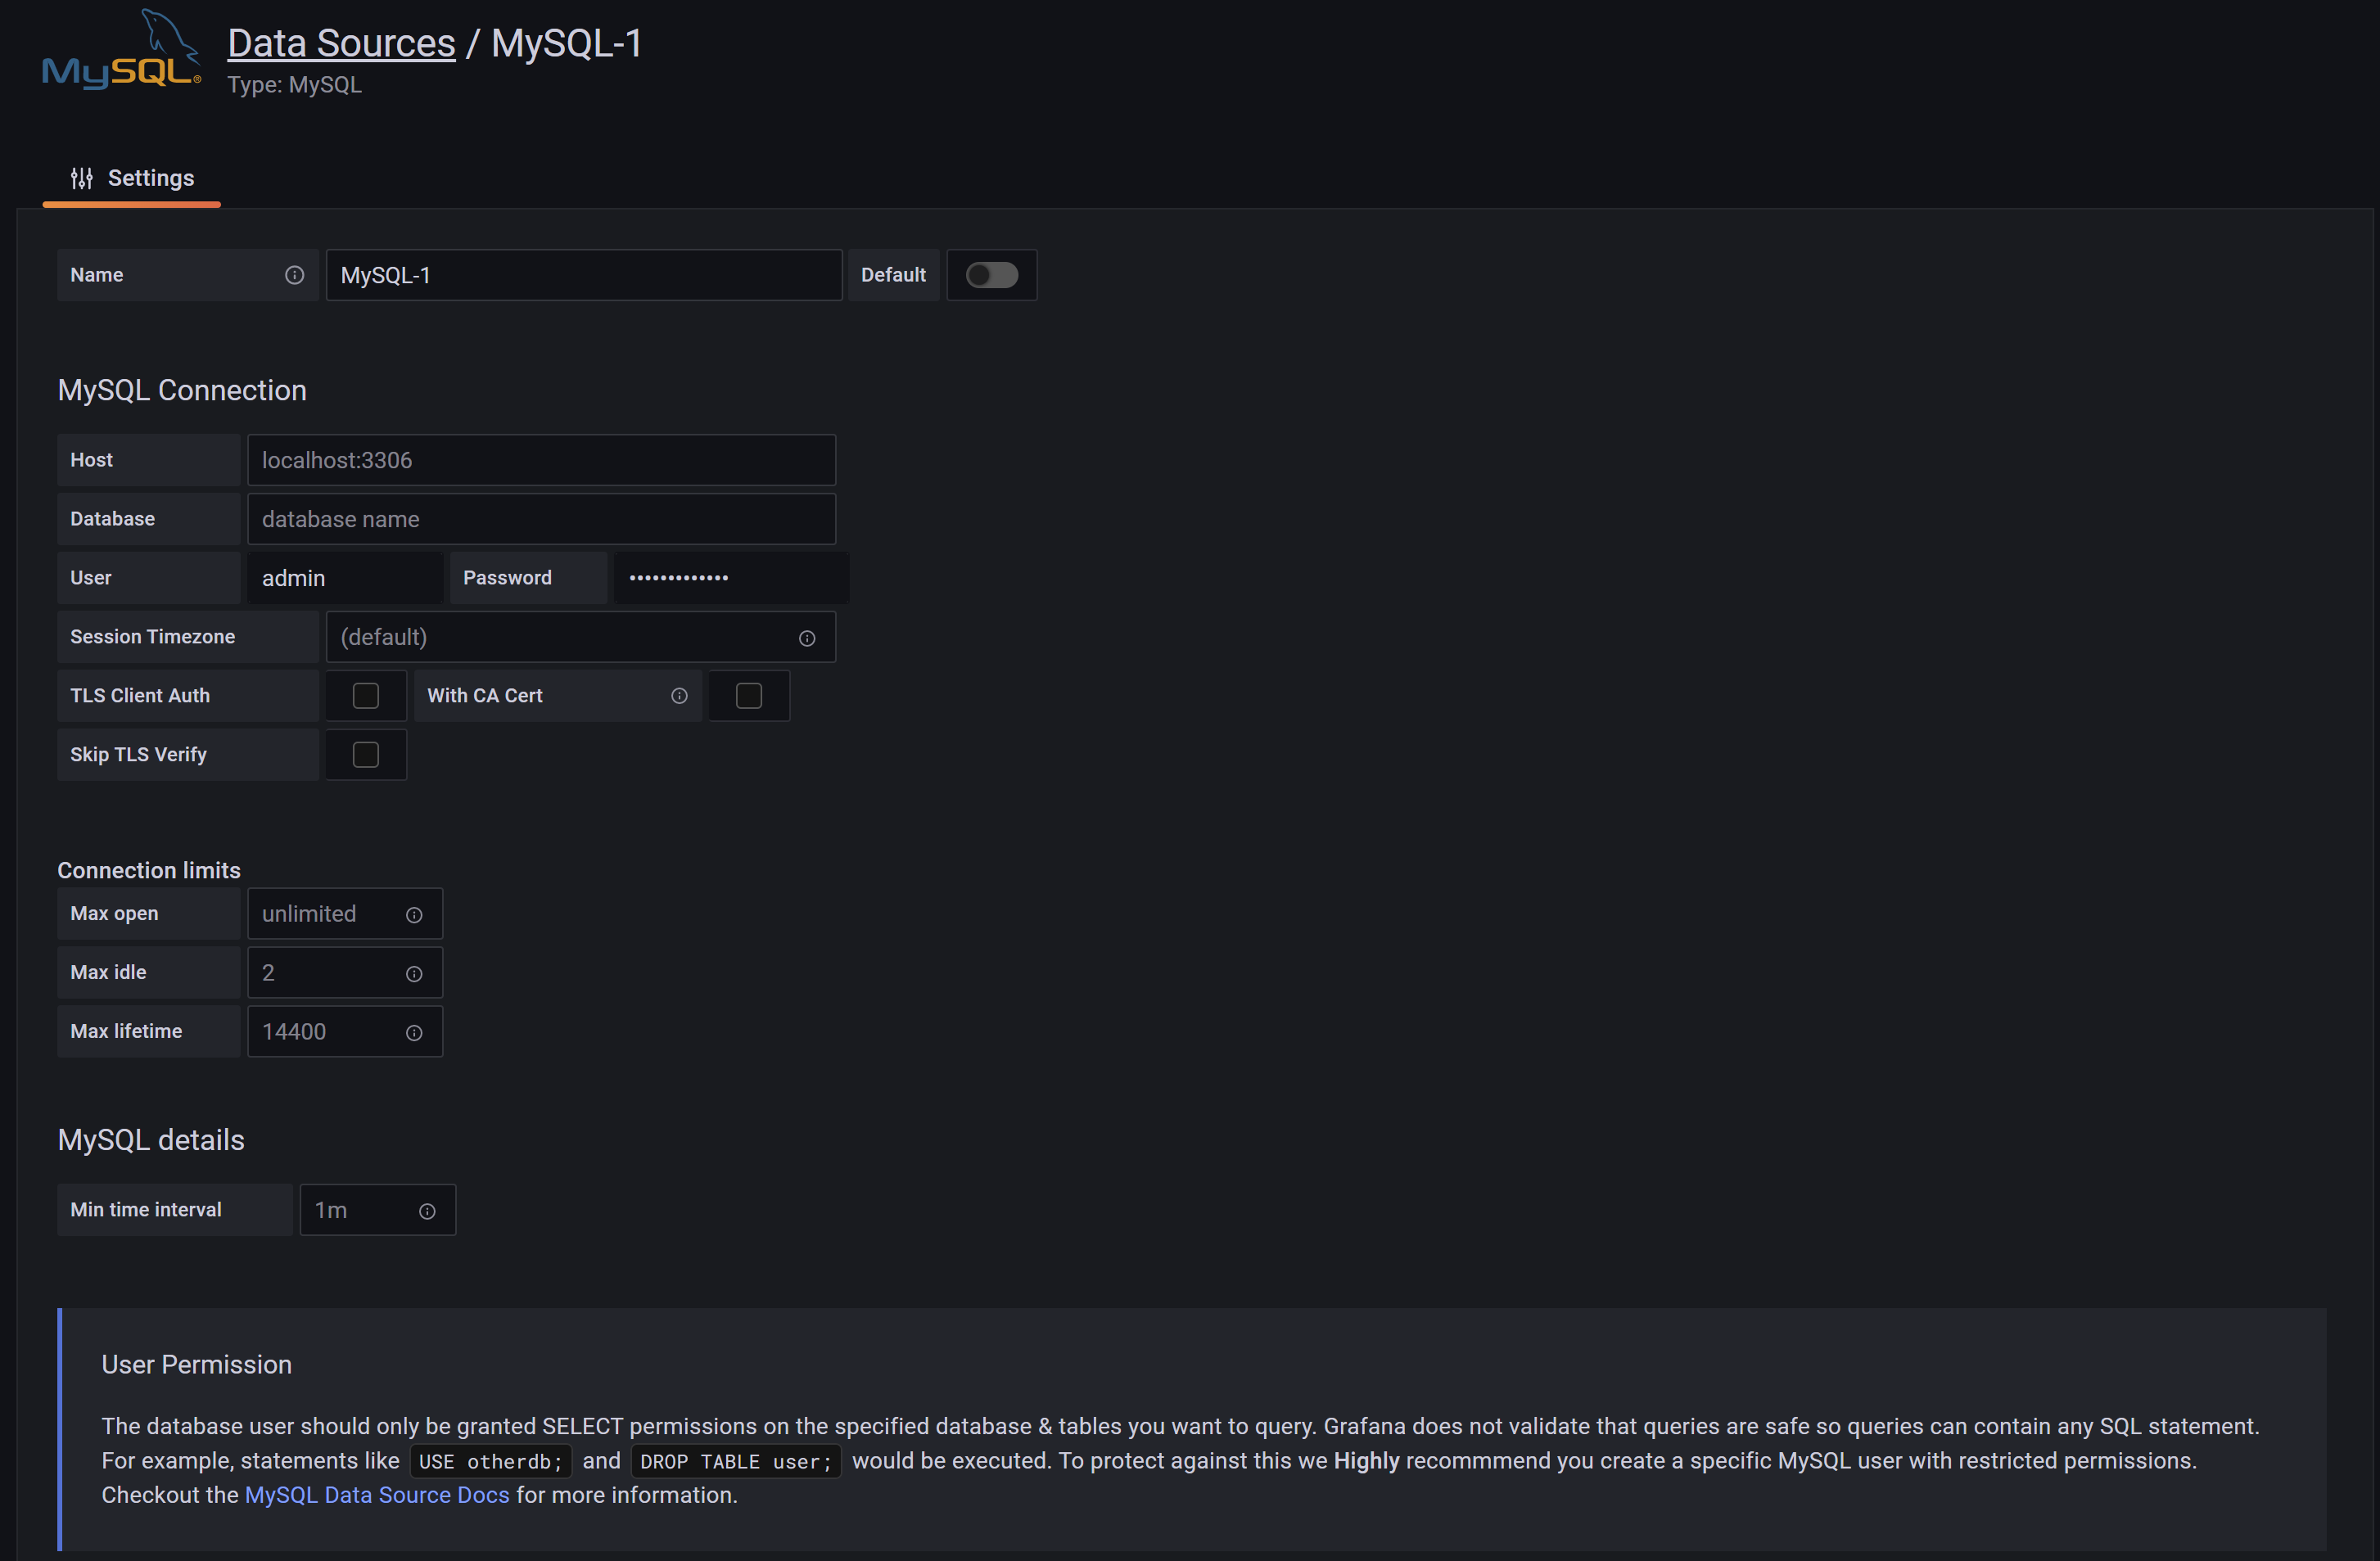 MySQL®
Data Sources / MySQL-1
Type: MySQL
Settings
Name MySQL-1 Default
MySQL Connection
Host localhost:3306
Database database name
User admin Password •••••••••••••
Session Timezone (default)
TLS Client Auth With CA Cert
Skip TLS Verify
Connection limits
Max open unlimited
Max idle 2
Max lifetime 14400
MySQL details
Min time interval 1m
User Permission
The database user should only be granted SELECT permissions on the specified database & tables you want to query. Grafana does not validate that queries are safe so queries can contain any SQL statement.
For example, statements like USE otherdb; and DROP TABLE user; would be executed. To protect against this we Highly recommmend you create a specific MySQL user with restricted permissions.
Checkout the MySQL Data Source Docs for more information.